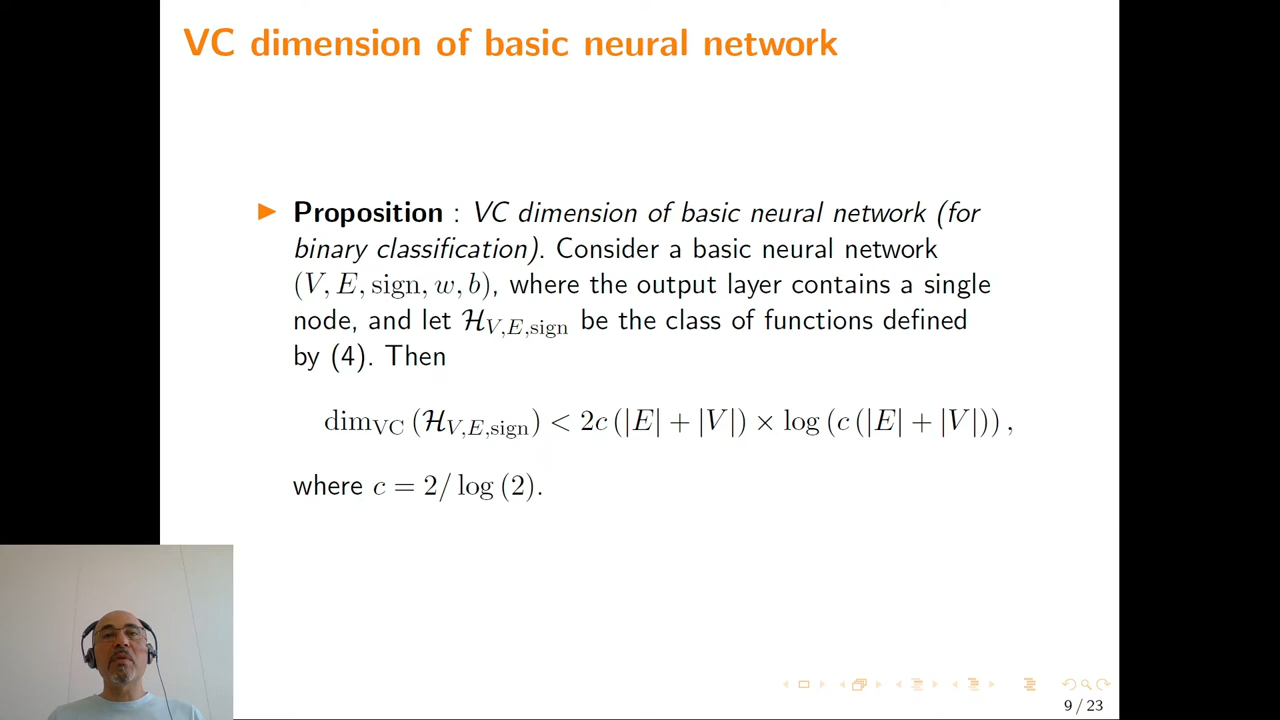 VC dimension of basic neural network
▶ Proposition : VC dimension of basic neural network (for
binary classification). Consider a basic neural network
(V, E, sign, w, b), where the output layer contains a single
node, and let ℋ_{V,E,sign} be the class of functions defined
by (4). Then
dim_{VC} (ℋ_{V,E,sign}) < 2c (|E| + |V|) × log (c (|E| + |V|)) ,
where c = 2/ log (2).
9 / 23